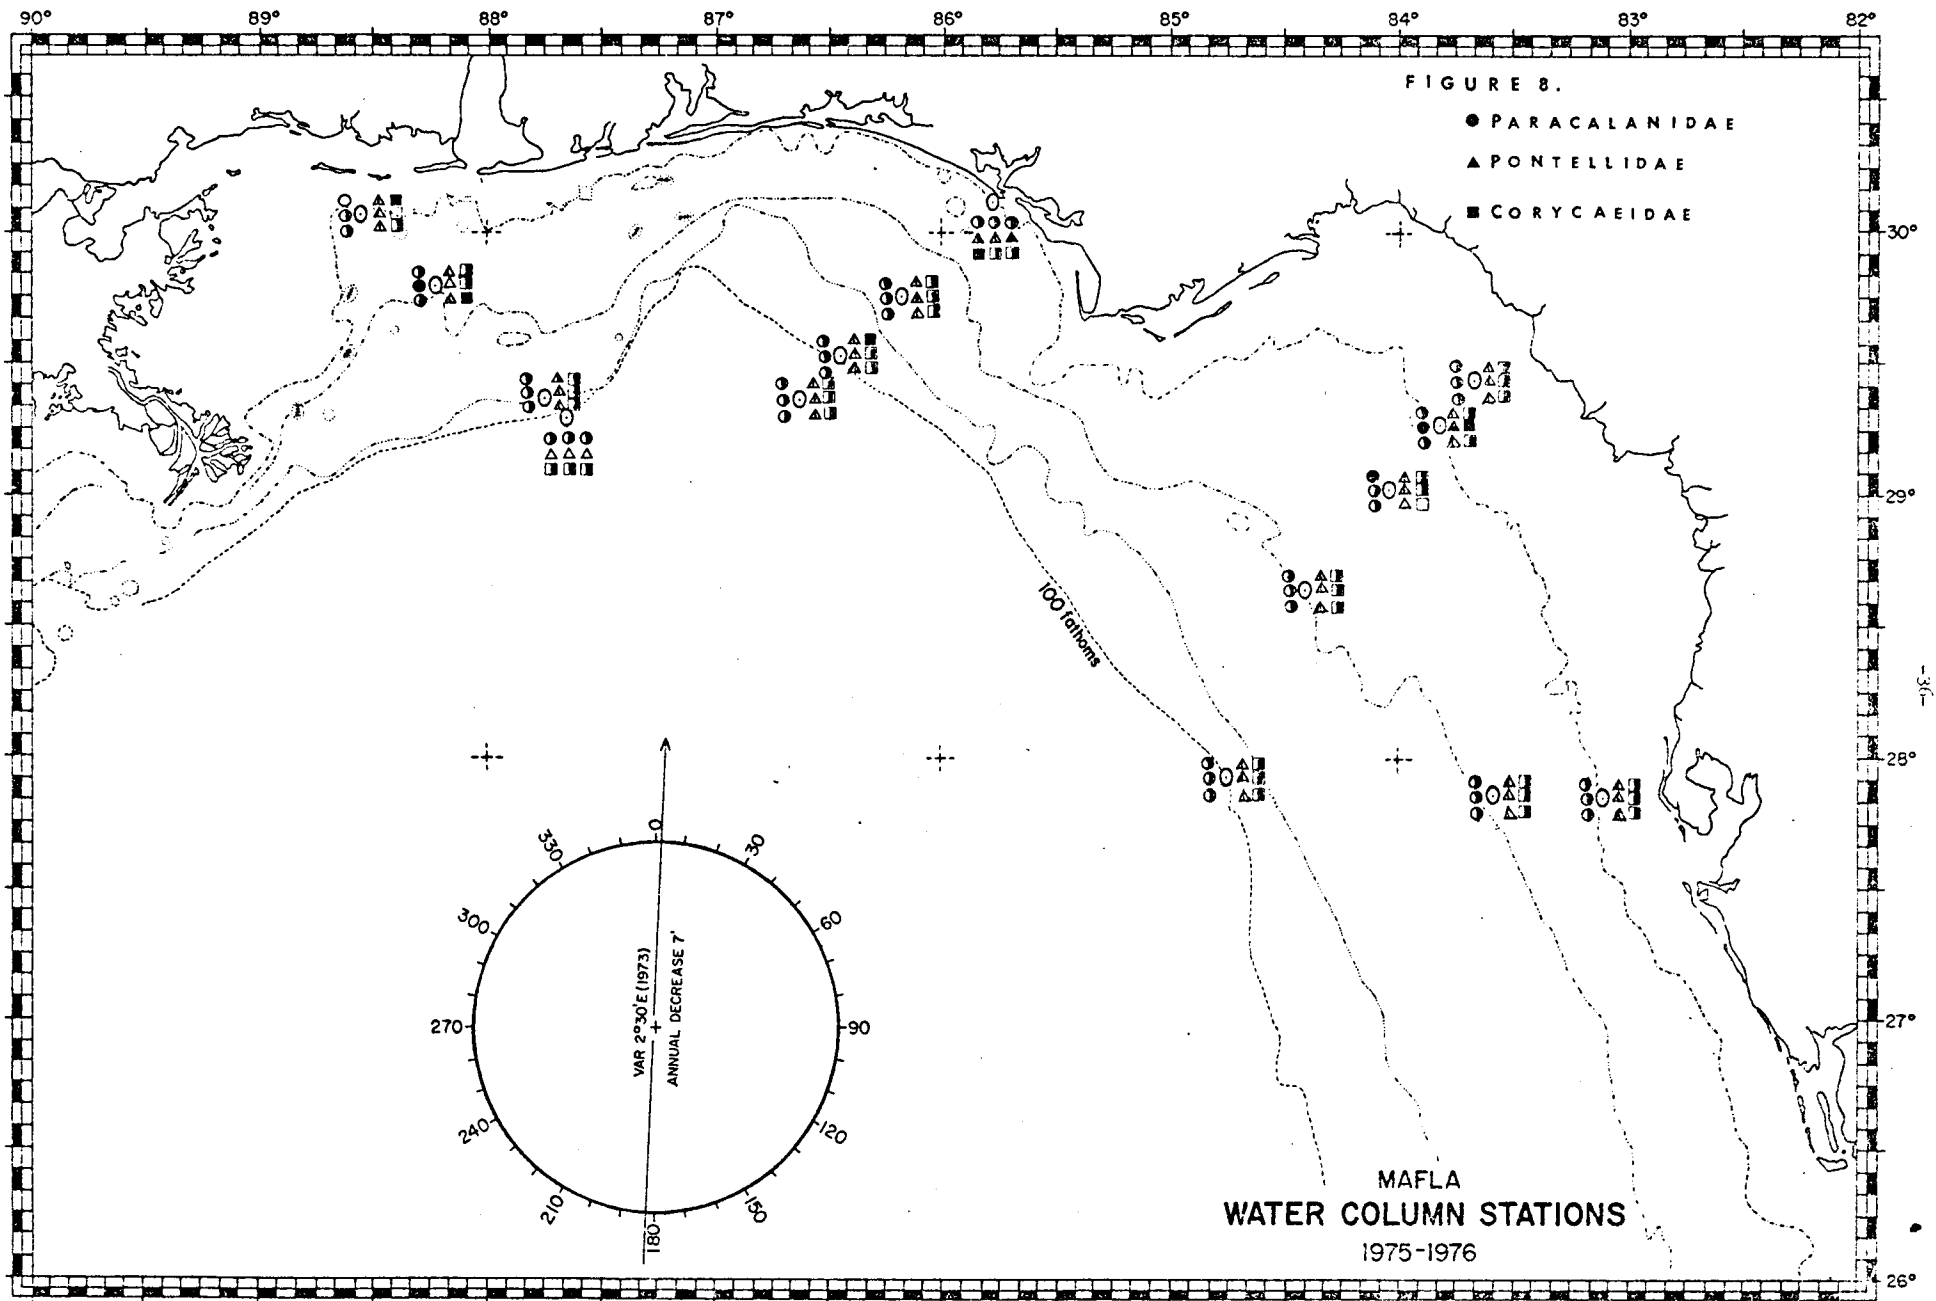 90° 89° 88° 87° 86° 85° 84° 83° 82°
FIGURE 8.
● PARACALANIDAE
▲ PONTELLIDAE
■ CORYCAEIDAE
30°
29°
-36-
28°
27°
26°
100 fathoms
0
30
60
90
120
150
180
210
240
270
300
330
VAR 2°30'E (1973)
ANNUAL DECREASE 7'
MAFLA
WATER COLUMN STATIONS
1975-1976